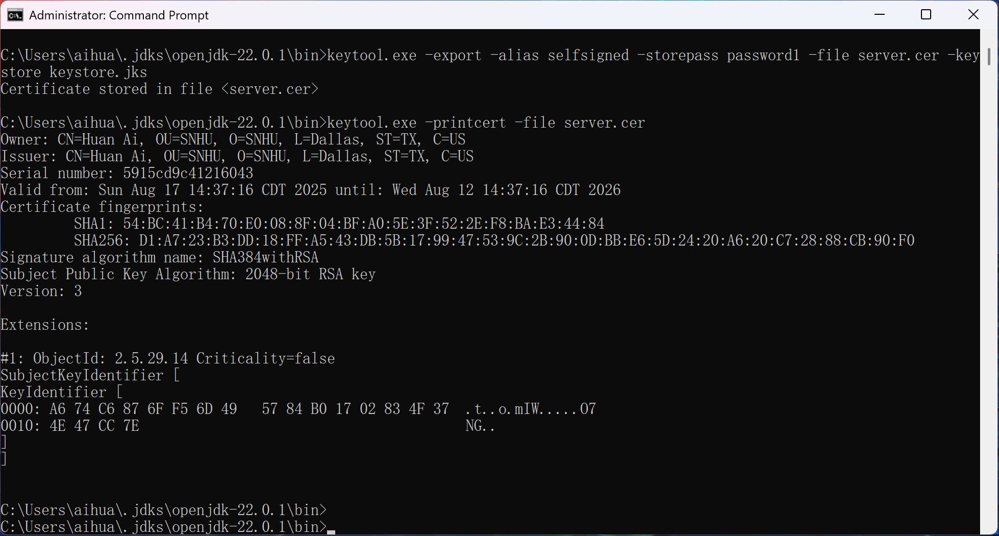 Administrator: Command Prompt
C:\Users\aihua\.jdks\openjdk-22.0.1\bin>keytool.exe -export -alias selfsigned -storepass password1 -file server.cer -key
store keystore.jks
Certificate stored in file <server.cer>
C:\Users\aihua\.jdks\openjdk-22.0.1\bin>keytool.exe -printcert -file server.cer
Owner: CN=Huan Ai, OU=SNHU, O=SNHU, L=Dallas, ST=TX, C=US
Issuer: CN=Huan Ai, OU=SNHU, O=SNHU, L=Dallas, ST=TX, C=US
Serial number: 5915cd9c41216043
Valid from: Sun Aug 17 14:37:16 CDT 2025 until: Wed Aug 12 14:37:16 CDT 2026
Certificate fingerprints:
SHA1: 54:BC:41:B4:70:E0:08:8F:04:BF:A0:5E:3F:52:2E:F8:BA:E3:44:84
SHA256: D1:A7:23:B3:DD:18:FF:A5:43:DB:5B:17:99:47:53:9C:2B:90:0D:BB:E6:5D:24:20:A6:20:C7:28:88:CB:90:F0
Signature algorithm name: SHA384withRSA
Subject Public Key Algorithm: 2048-bit RSA key
Version: 3
Extensions:
#1: ObjectId: 2.5.29.14 Criticality=false
SubjectKeyIdentifier [
KeyIdentifier [
0000: A6 74 C6 87 6F F5 6D 49   57 84 B0 17 02 83 4F 37  .t..o.mIW.....O7
0010: 4E 47 CC 7E                                        NG..
]
]
C:\Users\aihua\.jdks\openjdk-22.0.1\bin>
C:\Users\aihua\.jdks\openjdk-22.0.1\bin>